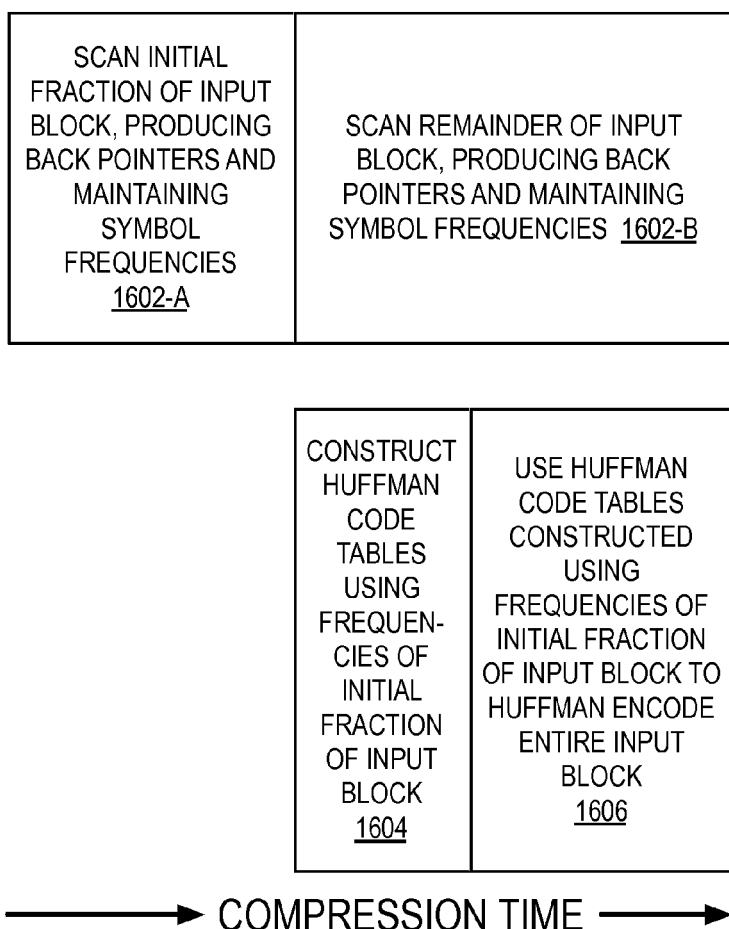 SCAN INITIAL
FRACTION OF INPUT
BLOCK, PRODUCING
BACK POINTERS AND
MAINTAINING
SYMBOL
FREQUENCIES
1602-A
SCAN REMAINDER OF INPUT
BLOCK, PRODUCING BACK
POINTERS AND MAINTAINING
SYMBOL FREQUENCIES 1602-B
CONSTRUCT
HUFFMAN
CODE
TABLES
USING
FREQUEN-
CIES OF
INITIAL
FRACTION
OF INPUT
BLOCK
1604
USE HUFFMAN
CODE TABLES
CONSTRUCTED
USING
FREQUENCIES OF
INITIAL FRACTION
OF INPUT BLOCK TO
HUFFMAN ENCODE
ENTIRE INPUT
BLOCK
1606
COMPRESSION TIME